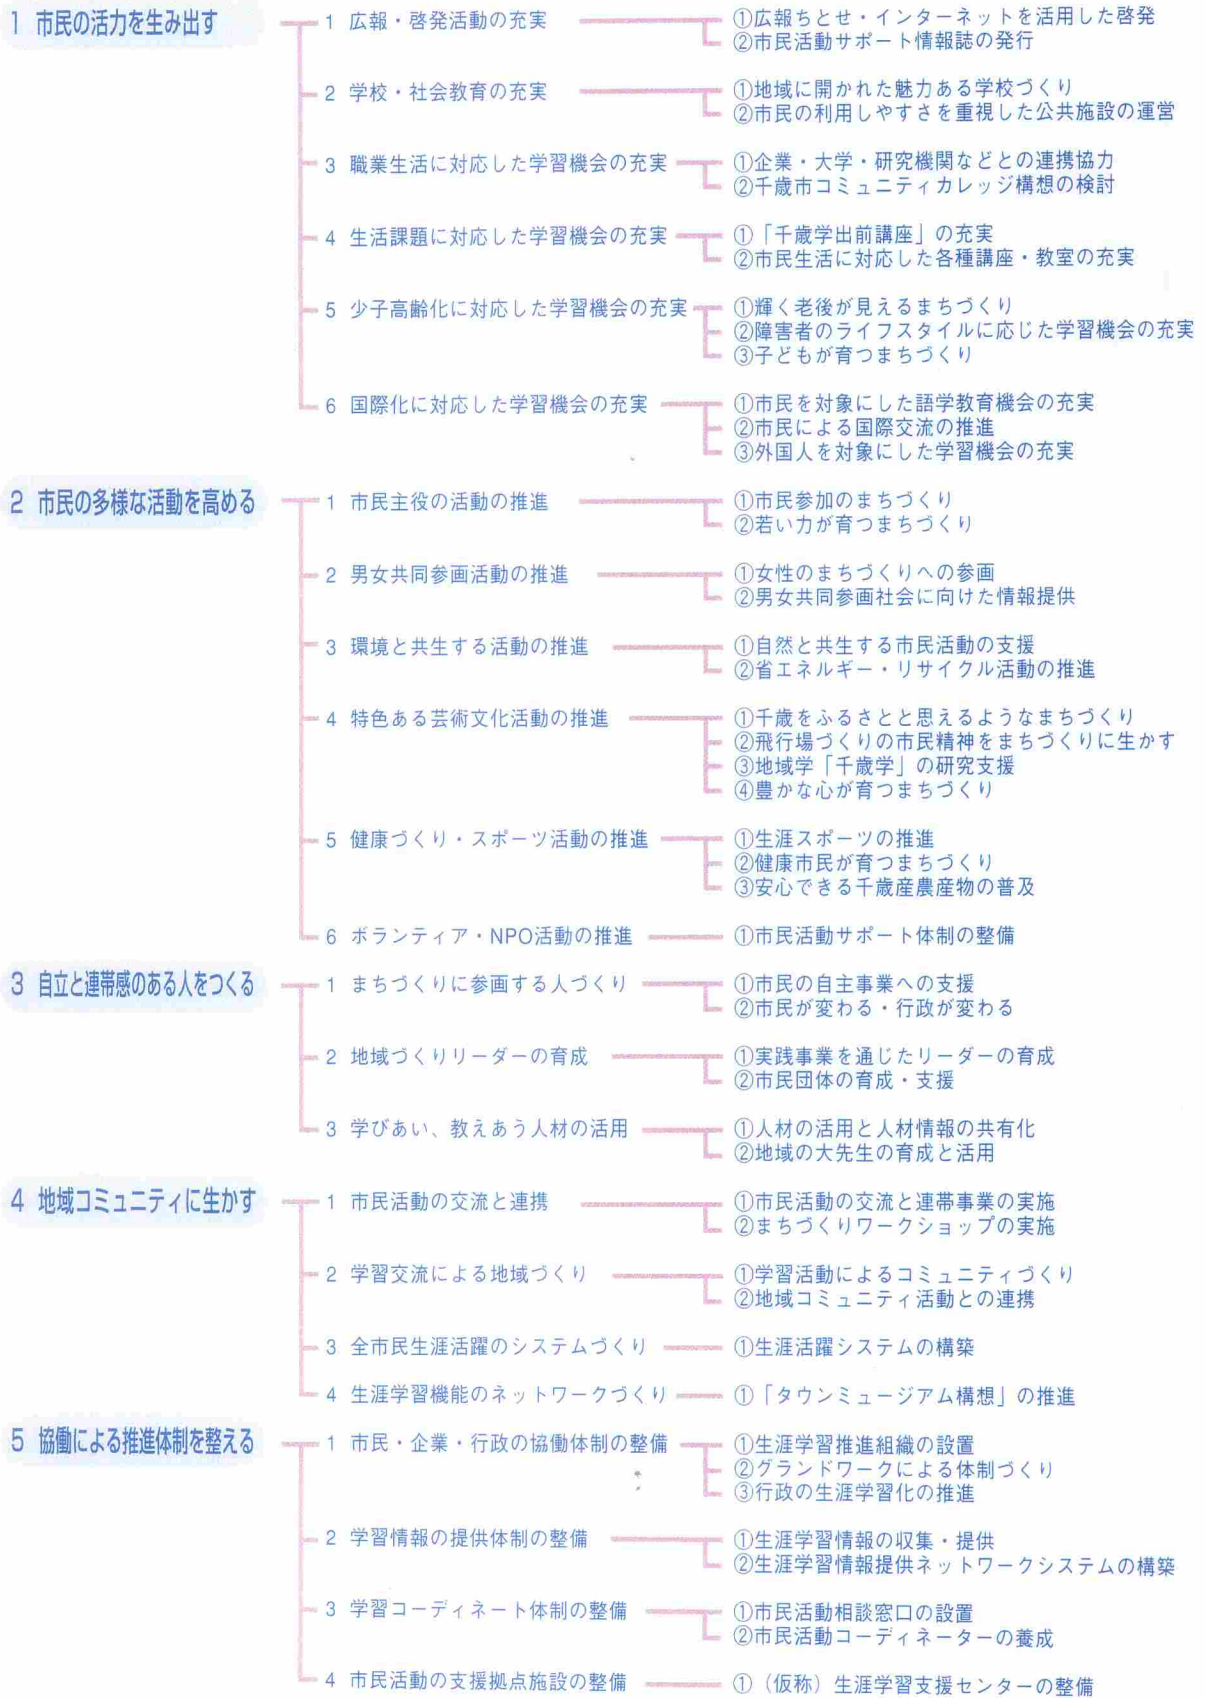 1 市民の活力を生み出す
1 広報・啓発活動の充実
①広報ちとせ・インターネットを活用した啓発
②市民活動サポート情報誌の発行
2 学校・社会教育の充実
①地域に開かれた魅力ある学校づくり
②市民の利用しやすさを重視した公共施設の運営
3 職業生活に対応した学習機会の充実
①企業・大学・研究機関などとの連携協力
②千歳市コミュニティカレッジ構想の検討
4 生活課題に対応した学習機会の充実
①「千歳学出前講座」の充実
②市民生活に対応した各種講座・教室の充実
5 少子高齢化に対応した学習機会の充実
①輝く老後が見えるまちづくり
②障害者のライフスタイルに応じた学習機会の充実
③子どもが育つまちづくり
6 国際化に対応した学習機会の充実
①市民を対象にした語学教育機会の充実
②市民による国際交流の推進
③外国人を対象にした学習機会の充実
2 市民の多様な活動を高める
1 市民主役の活動の推進
①市民参加のまちづくり
②若い力が育つまちづくり
2 男女共同参画活動の推進
①女性のまちづくりへの参画
②男女共同参画社会に向けた情報提供
3 環境と共生する活動の推進
①自然と共生する市民活動の支援
②省エネルギー・リサイクル活動の推進
4 特色ある芸術文化活動の推進
①千歳をふるさとと思えるようなまちづくり
②飛行場づくりの市民精神をまちづくりに生かす
③地域学「千歳学」の研究支援
④豊かな心が育つまちづくり
5 健康づくり・スポーツ活動の推進
①生涯スポーツの推進
②健康市民が育つまちづくり
③安心できる千歳産農産物の普及
6 ボランティア・NPO活動の推進
①市民活動サポート体制の整備
3 自立と連帯感のある人をつくる
1 まちづくりに参画する人づくり
①市民の自主事業への支援
②市民が変わる・行政が変わる
2 地域づくりリーダーの育成
①実践事業を通じたリーダーの育成
②市民団体の育成・支援
3 学びあい、教えあう人材の活用
①人材の活用と人材情報の共有化
②地域の大先生の育成と活用
4 地域コミュニティに生かす
1 市民活動の交流と連携
①市民活動の交流と連帯事業の実施
②まちづくりワークショップの実施
2 学習交流による地域づくり
①学習活動によるコミュニティづくり
②地域コミュニティ活動との連携
3 全市民生涯活躍のシステムづくり
①生涯活躍システムの構築
4 生涯学習機能のネットワークづくり
①「タウンミュージアム構想」の推進
5 協働による推進体制を整える
1 市民・企業・行政の協働体制の整備
①生涯学習推進組織の設置
②グランドワークによる体制づくり
③行政の生涯学習化の推進
2 学習情報の提供体制の整備
①生涯学習情報の収集・提供
②生涯学習情報提供ネットワークシステムの構築
3 学習コーディネート体制の整備
①市民活動相談窓口の設置
②市民活動コーディネーターの養成
4 市民活動の支援拠点施設の整備
①（仮称）生涯学習支援センターの整備